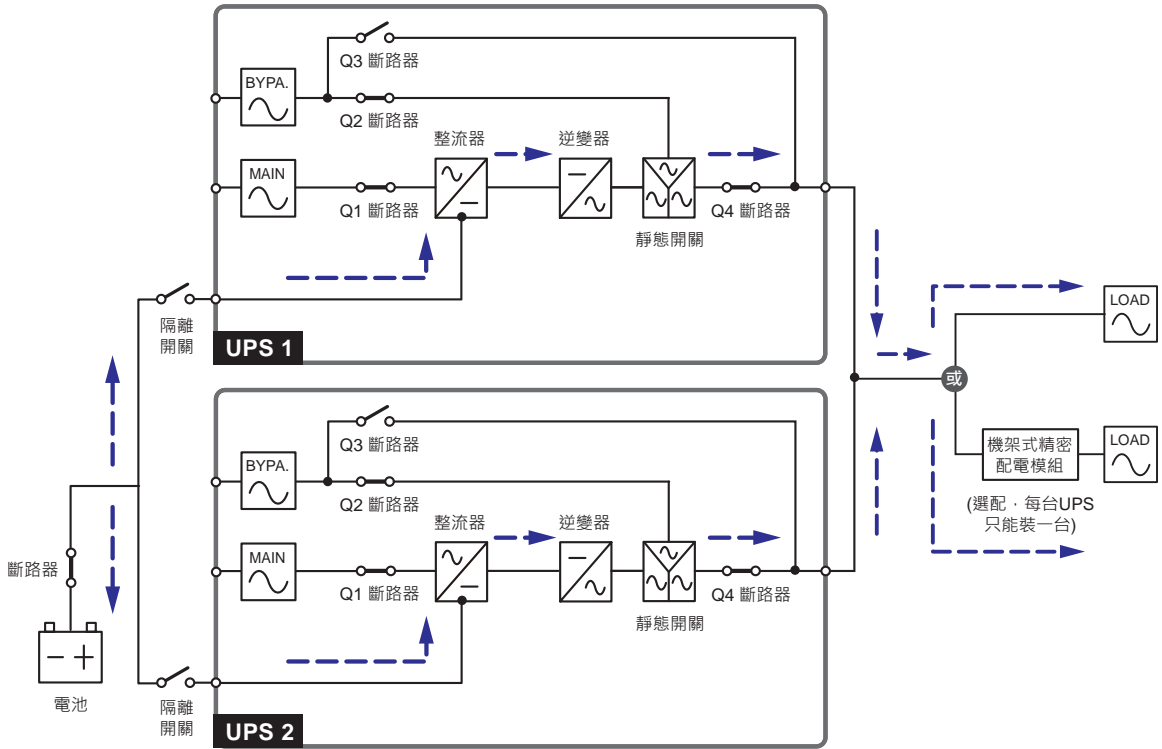 Q3 斷路器
BYPA.
Q2 斷路器
整流器
逆變器
MAIN
Q1 斷路器
Q4 斷路器
靜態開關
隔離
開關
UPS 1
LOAD
或
Q3 斷路器
BYPA.
Q2 斷路器
機架式精密
配電模組
LOAD
(選配，每台UPS
只能裝一台)
整流器
逆變器
MAIN
Q1 斷路器
Q4 斷路器
靜態開關
斷路器
電池
隔離
開關
UPS 2